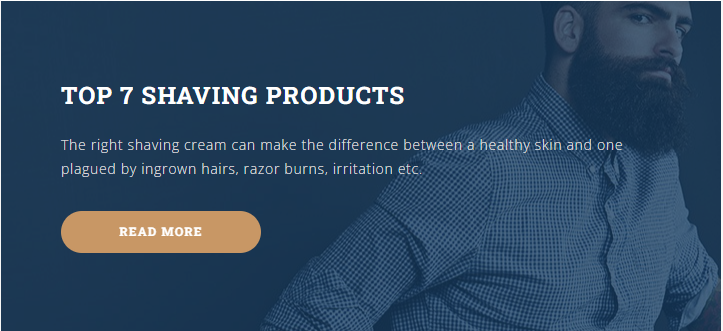 TOP 7 SHAVING PRODUCTS
The right shaving cream can make the difference between a healthy skin and one
plagued by ingrown hairs, razor burns, irritation etc.
READ MORE